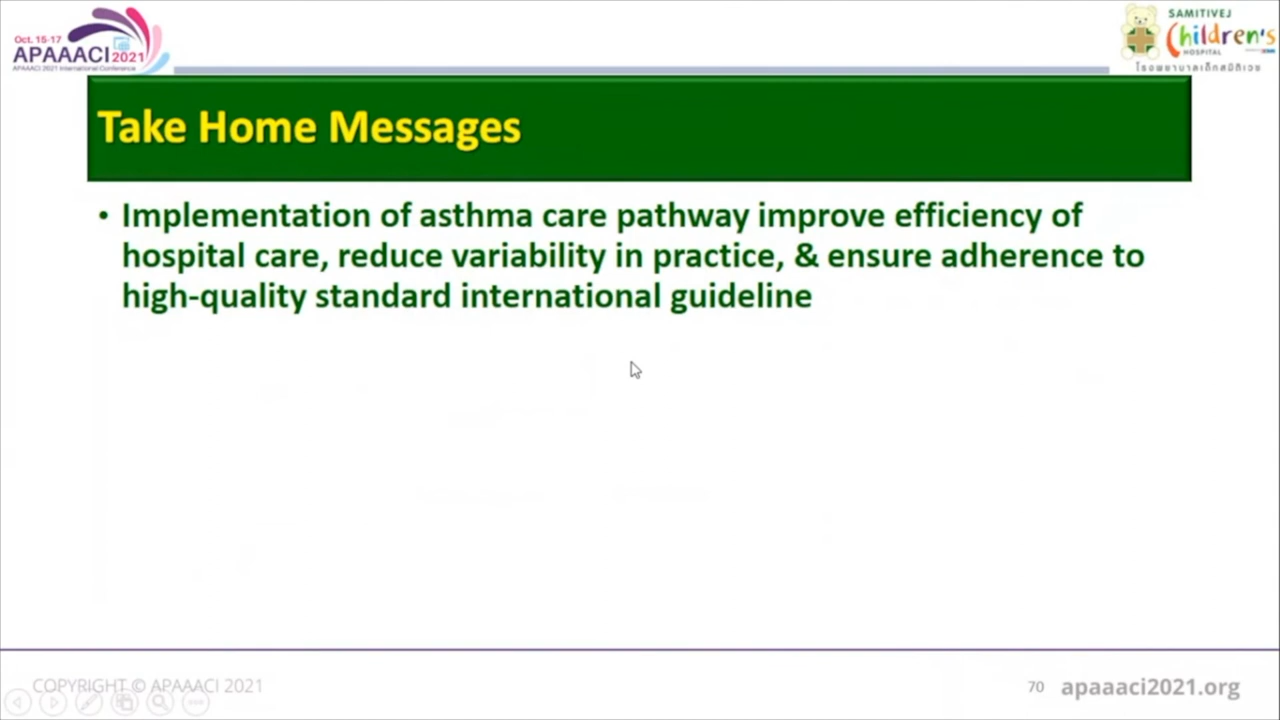 Oct. 15-17
APAAACI 2021
APAAACI 2021 International Conference
SAMITIVEJ
Children's
HOSPITAL
โรงพยาบาลเด็กสมิติเวช
Take Home Messages
• Implementation of asthma care pathway improve efficiency of
hospital care, reduce variability in practice, & ensure adherence to
high-quality standard international guideline
COPYRIGHT © APAAACI 2021
70
apaaaci2021.org